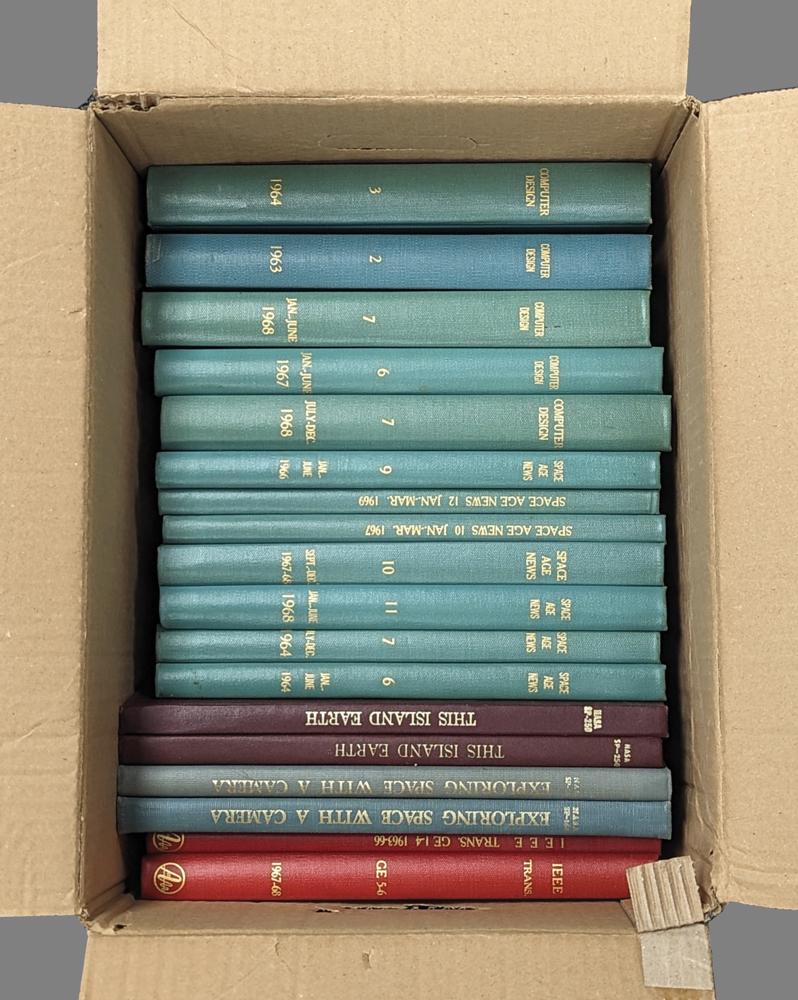 COMPUTER
DESIGN
3
1964
COMPUTER
DESIGN
2
1963
COMPUTER
DESIGN
7
JAN.-JUNE
1968
COMPUTER
DESIGN
6
JAN.-JUNE
1967
COMPUTER
DESIGN
7
JULY-DEC.
1968
SPACE
AGE
NEWS
9
JAN.-
JUNE
1966
SPACE AGE NEWS 12 JAN.-MAR. 1969
SPACE AGE NEWS 10 JAN.-MAR. 1967
SPACE
AGE
NEWS
10
SEPT.-DEC
1967-68
SPACE
AGE
NEWS
11
JAN.-JUNE
1968
SPACE
AGE
NEWS
7
JLY-DEC.
1964
SPACE
AGE
NEWS
6
JAN.-
JUNE
1964
NASA
SP-250
THIS ISLAND EARTH
NASA
SP-250
THIS ISLAND EARTH
EXPLORING SPACE WITH A CAMERA
NASA
EXPLORING SPACE WITH A CAMERA
I E E E TRANS. GE 1-4 1963-66
IEEE
TRANS.
GE 5-6
1967-68